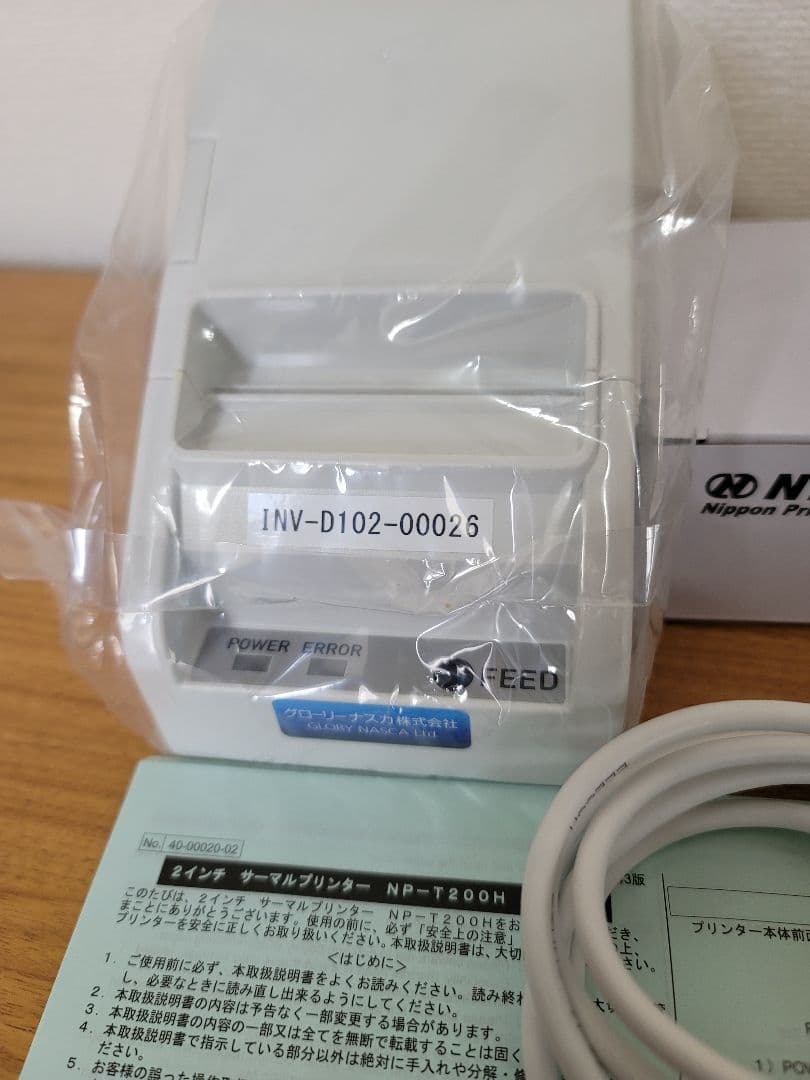 INV-D102-00026
POWER ERROR
FEED
グローリーナスカ株式会社
GLORY NASCA Ltd.
Nippon
No. 40-00020-02
2インチ サーマルプリンター NP-T200H
3版
このたびは、2インチ サーマルプリンター NP-T200Hをお
だき、
まことにありがとうございます。使用の前に、必ず「安全上の注意」
上、
プリンターを安全に正しくお取り扱いください。本取扱説明書は、大切
さい。
<はじめに>
1. ご使用前に必ず、本取扱説明書をよくお読みください。読み終わ
大切
し、必要なときに読み直し出来るようにしてください。
2. 本取扱説明書の内容は予告なく一部変更する場合があります。
3. 本取扱説明書の内容の一部又は全てを無断で転載することは固く
4. 本取扱説明書で指示している部分以外は絶対に手入れや分解・修
ださい。
5. お客様の誤った操作取
プリンター本体前面
1) PO